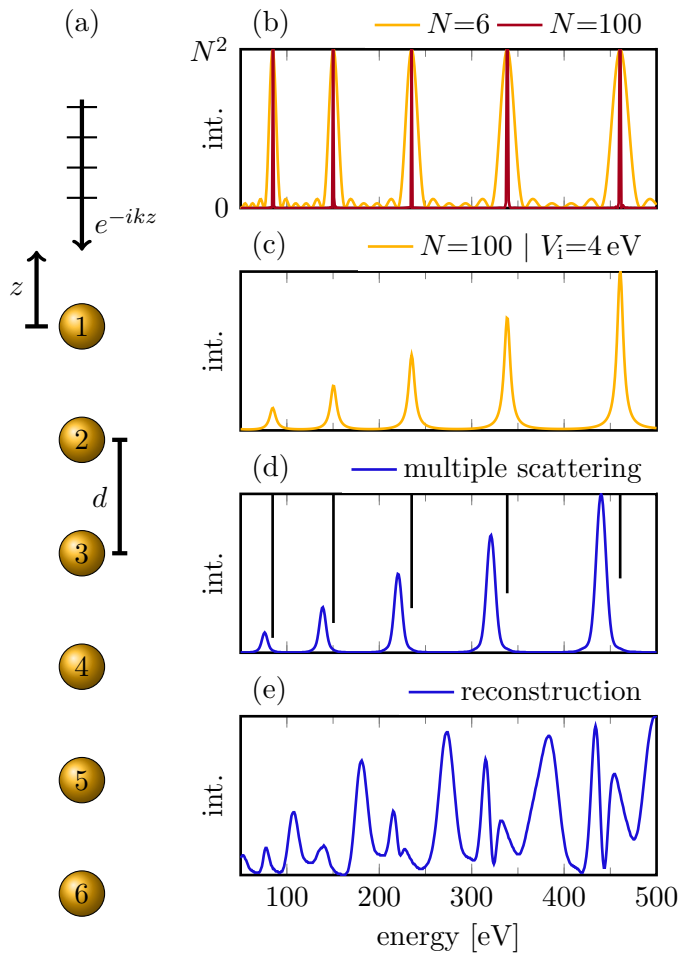 (a)
e^{-ikz}
z
1
2
d
3
4
5
6
(b)
N=6
N=100
N²
int.
0
(c)
N=100 | V_i=4 eV
int.
(d)
multiple scattering
int.
(e)
reconstruction
int.
100 200 300 400 500
energy [eV]